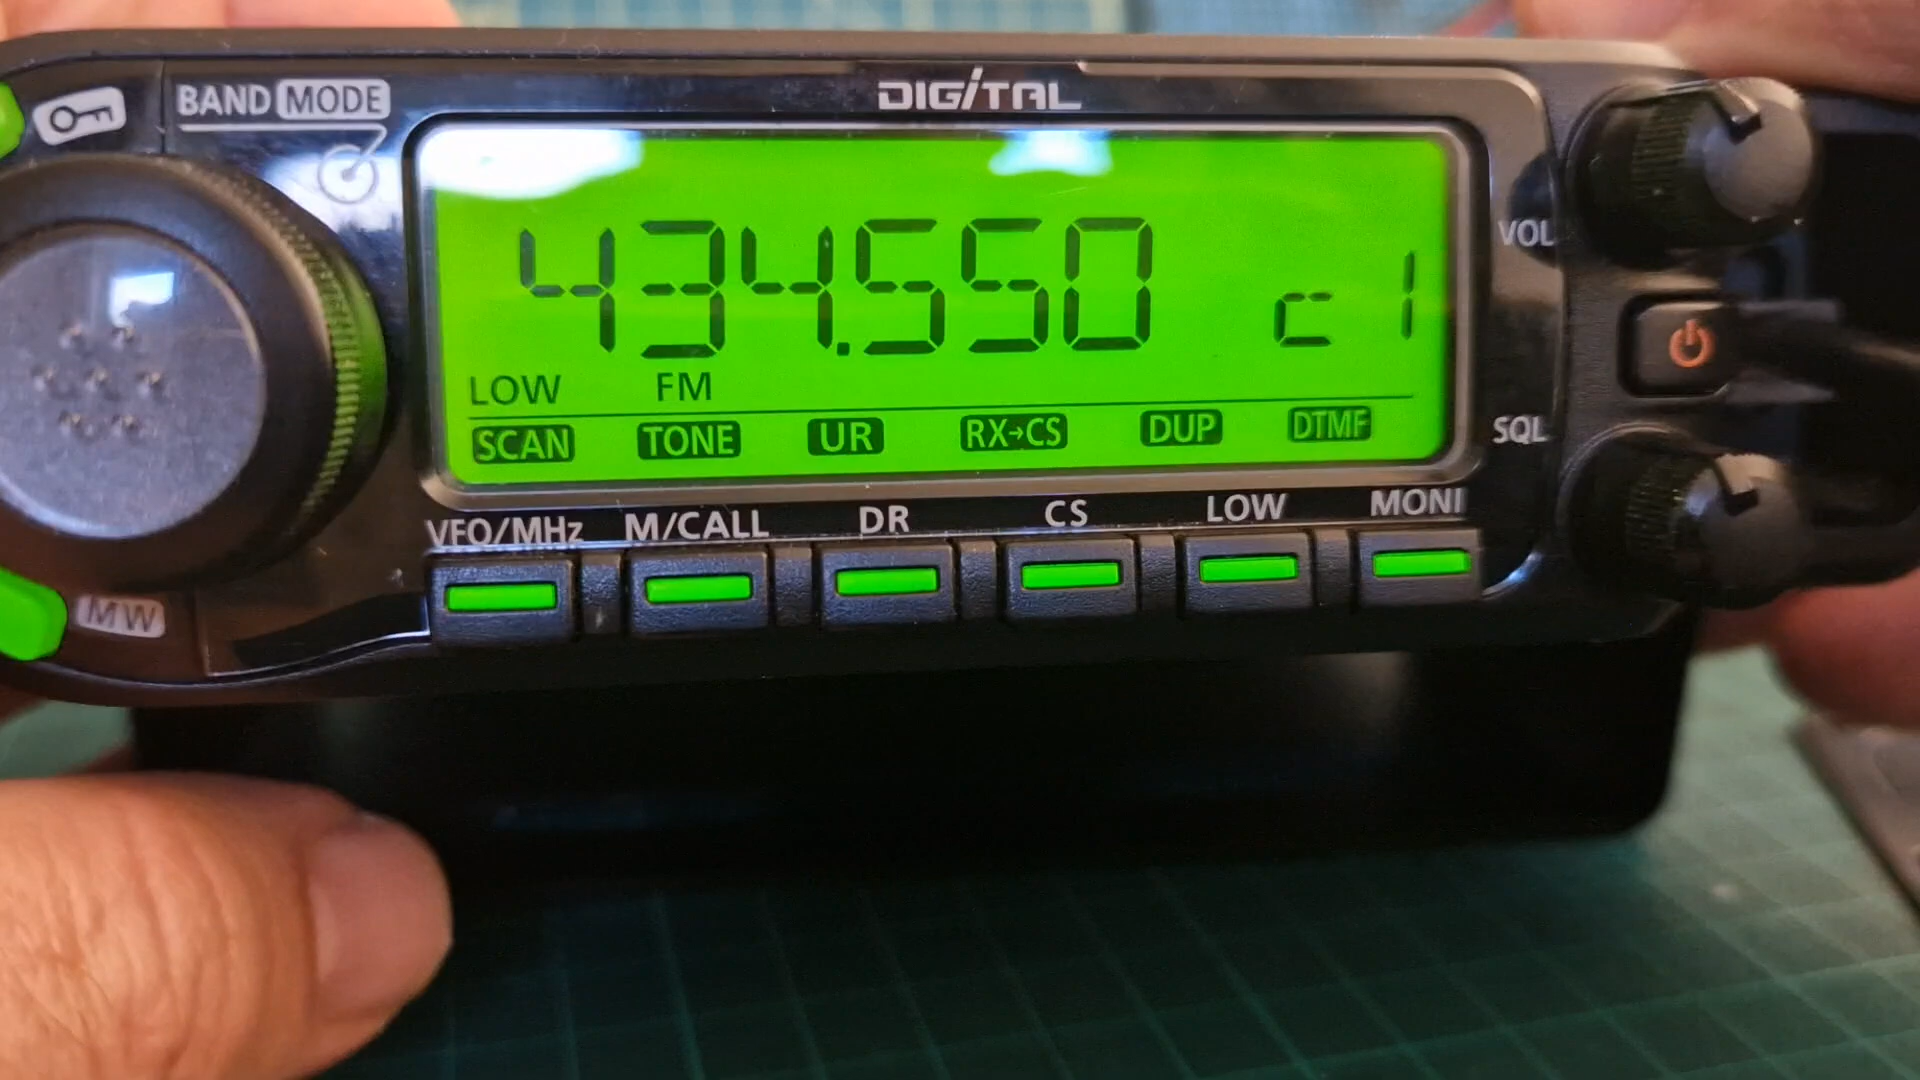 BAND MODE
DIGITAL
434.550 c1
VOL
LOW FM
SCAN TONE UR RX→CS DUP DTMF
SQL
VFO/MHz M/CALL DR CS LOW MONI
MW